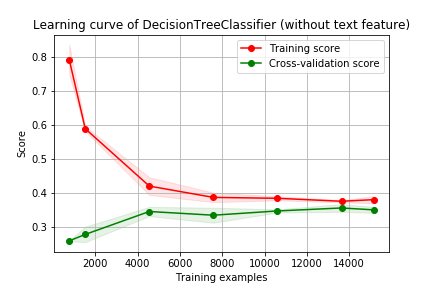 Learning curve of DecisionTreeClassifier (without text feature)
Training score
Cross-validation score
Score
0.8
0.7
0.6
0.5
0.4
0.3
2000 4000 6000 8000 10000 12000 14000
Training examples